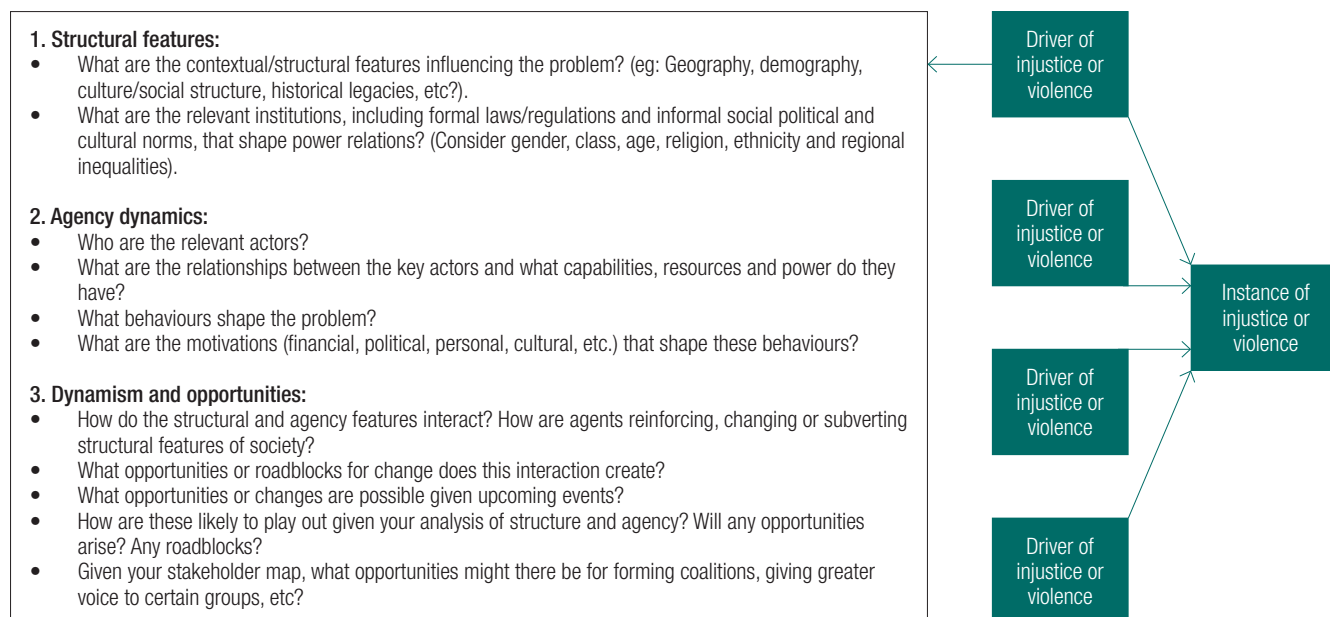 1. Structural features:
• What are the contextual/structural features influencing the problem? (eg: Geography, demography,
culture/social structure, historical legacies, etc?).
• What are the relevant institutions, including formal laws/regulations and informal social political and
cultural norms, that shape power relations? (Consider gender, class, age, religion, ethnicity and regional
inequalities).
2. Agency dynamics:
• Who are the relevant actors?
• What are the relationships between the key actors and what capabilities, resources and power do they
have?
• What behaviours shape the problem?
• What are the motivations (financial, political, personal, cultural, etc.) that shape these behaviours?
3. Dynamism and opportunities:
• How do the structural and agency features interact? How are agents reinforcing, changing or subverting
structural features of society?
• What opportunities or roadblocks for change does this interaction create?
• What opportunities or changes are possible given upcoming events?
• How are these likely to play out given your analysis of structure and agency? Will any opportunities
arise? Any roadblocks?
• Given your stakeholder map, what opportunities might there be for forming coalitions, giving greater
voice to certain groups, etc?
Driver of
injustice or
violence
Driver of
injustice or
violence
Driver of
injustice or
violence
Driver of
injustice or
violence
Instance of
injustice or
violence